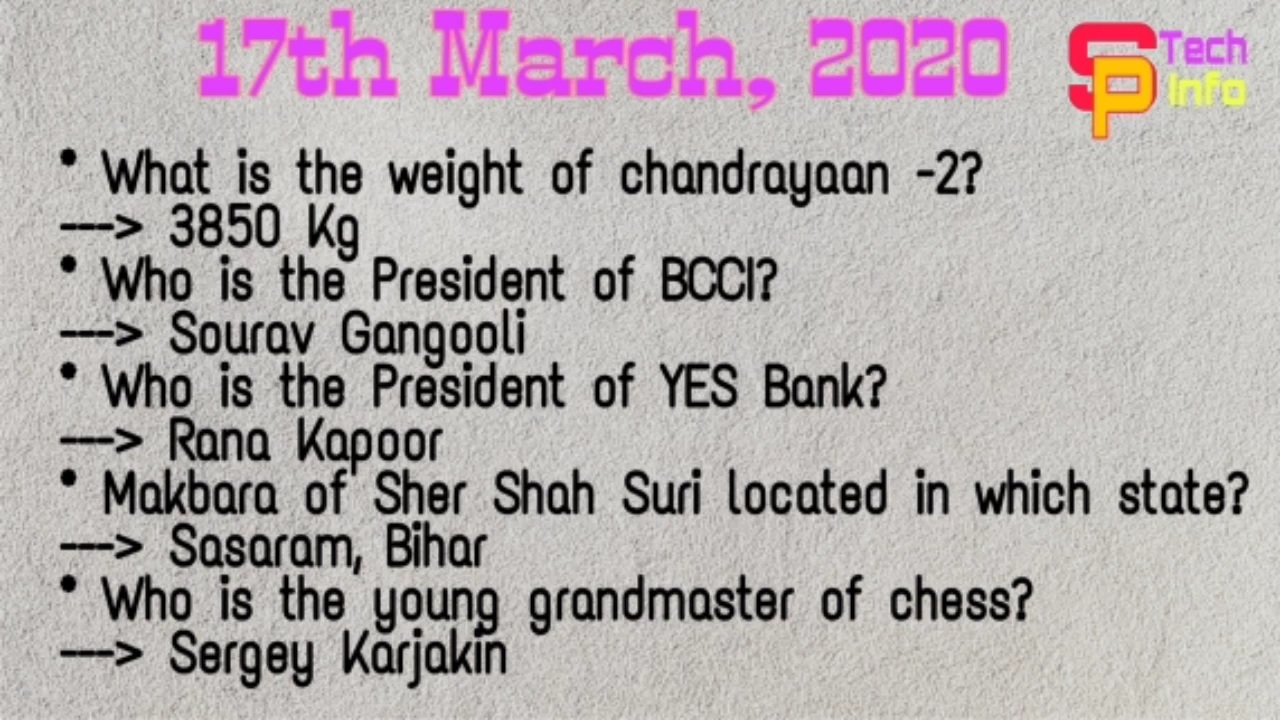 17th March, 2020
SP Tech Info
• What is the weight of chandrayaan -2?
---> 3850 Kg
• Who is the President of BCCI?
---> Sourav Gangooli
• Who is the President of YES Bank?
---> Rana Kapoor
• Makbara of Sher Shah Suri located in which state?
---> Sasaram, Bihar
• Who is the young grandmaster of chess?
---> Sergey Karjakin